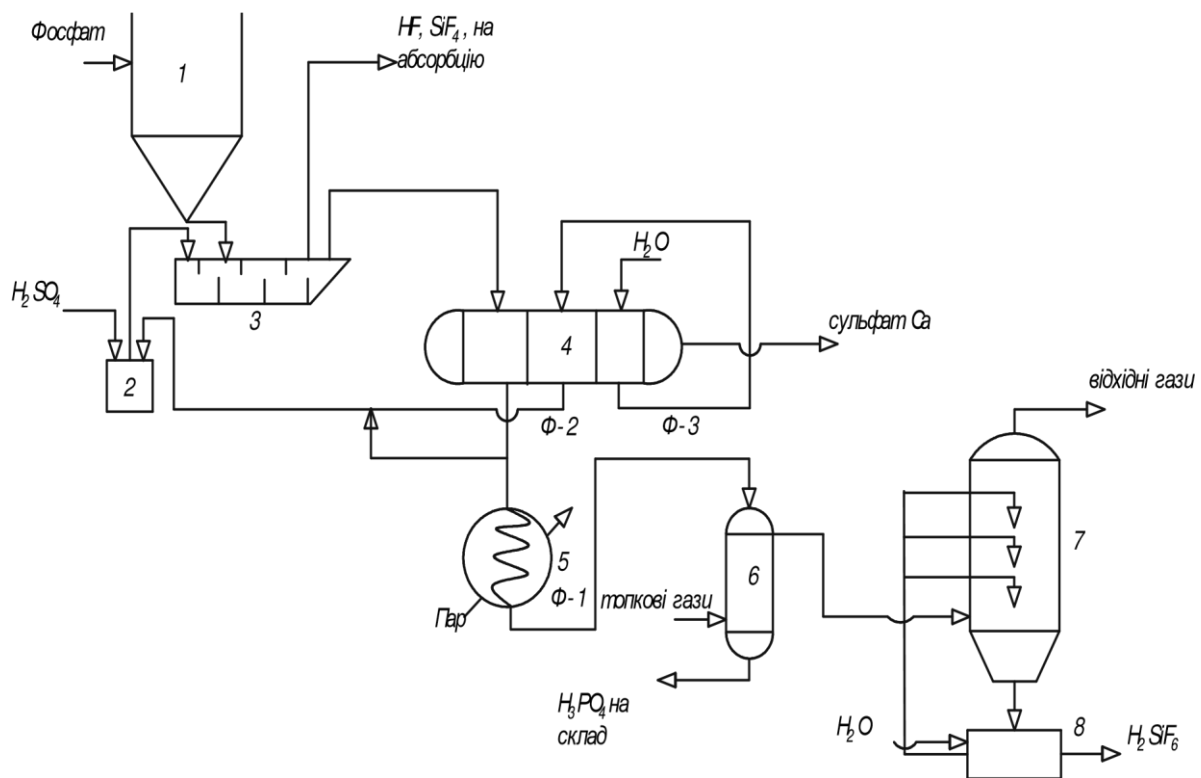 Фосфат
1
HF, SiF₄, на
абсорбцію
H₂SO₄
2
3
H₂O
4
сульфат Ca
Ф-2
Ф-3
відхідні гази
5
Ф-1
Пар
топкові гази
6
7
H₃PO₄ на
склад
H₂O
8
H₂SiF₆